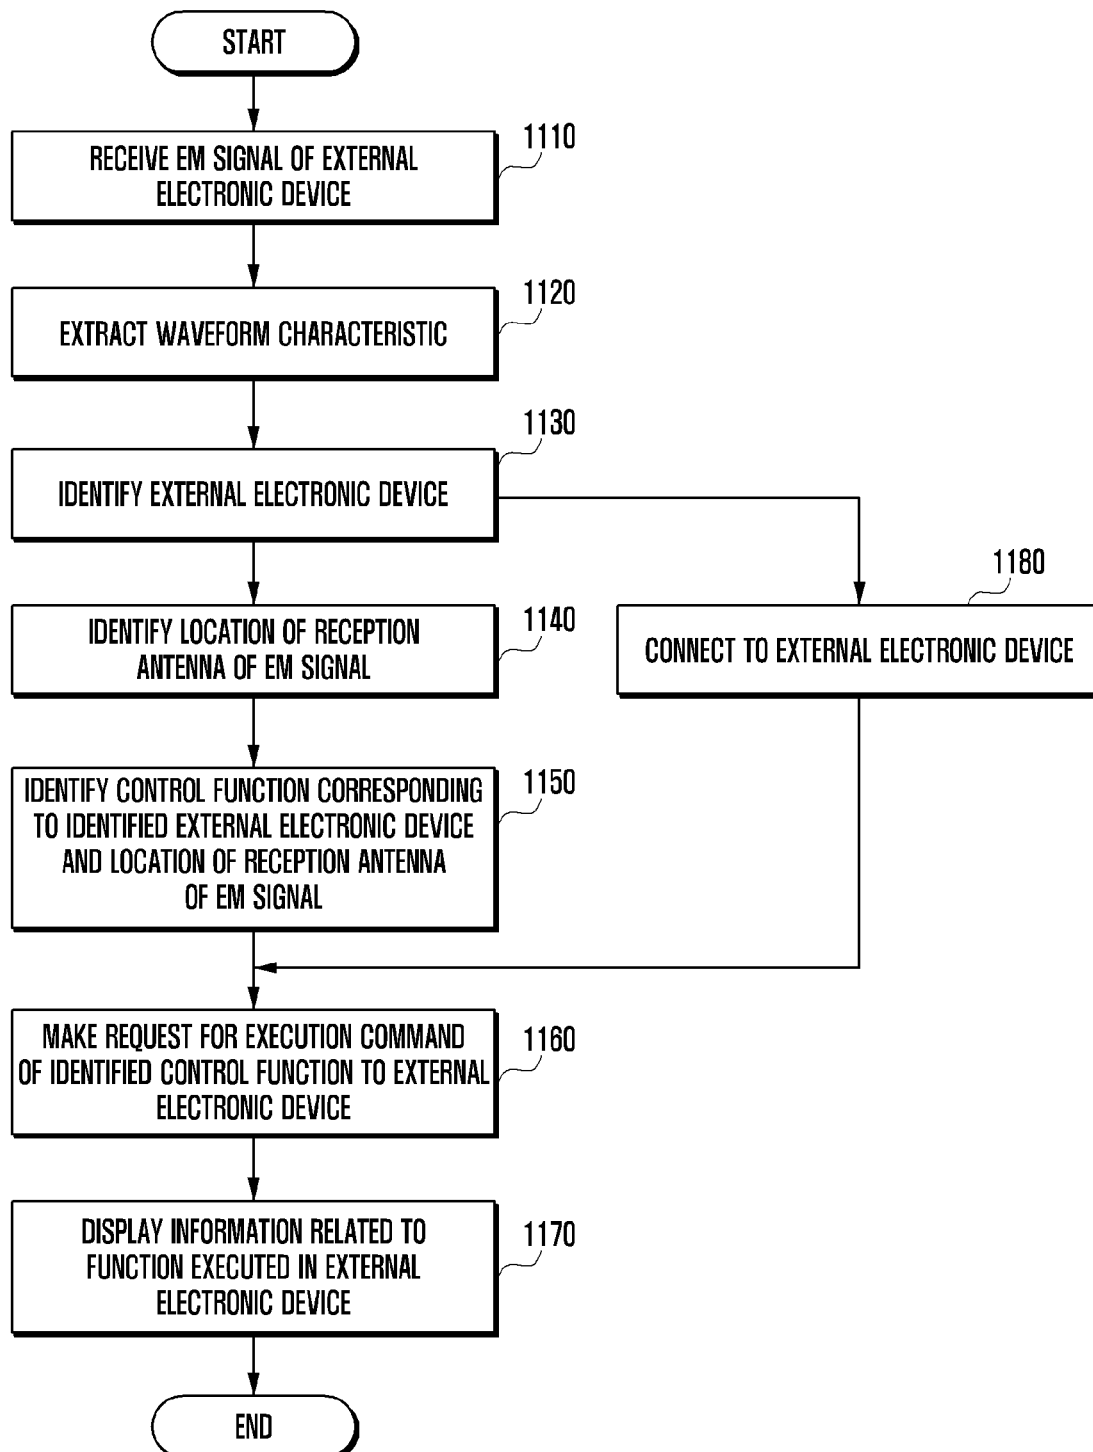 START
1110
RECEIVE EM SIGNAL OF EXTERNAL
ELECTRONIC DEVICE
1120
EXTRACT WAVEFORM CHARACTERISTIC
1130
IDENTIFY EXTERNAL ELECTRONIC DEVICE
1140
IDENTIFY LOCATION OF RECEPTION
ANTENNA OF EM SIGNAL
1180
CONNECT TO EXTERNAL ELECTRONIC DEVICE
1150
IDENTIFY CONTROL FUNCTION CORRESPONDING
TO IDENTIFIED EXTERNAL ELECTRONIC DEVICE
AND LOCATION OF RECEPTION ANTENNA
OF EM SIGNAL
1160
MAKE REQUEST FOR EXECUTION COMMAND
OF IDENTIFIED CONTROL FUNCTION TO EXTERNAL
ELECTRONIC DEVICE
1170
DISPLAY INFORMATION RELATED TO
FUNCTION EXECUTED IN EXTERNAL
ELECTRONIC DEVICE
END